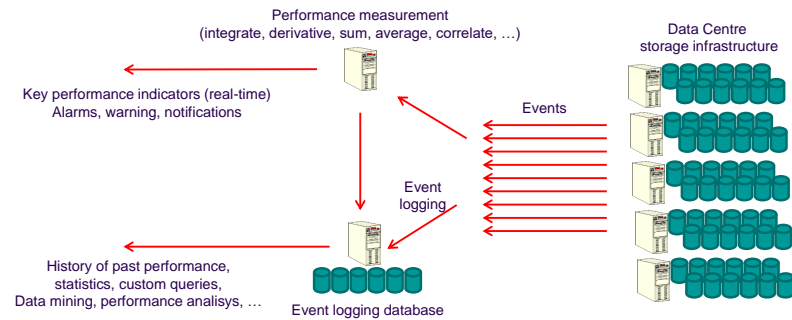 Performance measurement
(integrate, derivative, sum, average, correlate, …)
Data Centre
storage infrastructure
Key performance indicators (real-time)
Alarms, warning, notifications
Events
Event
logging
History of past performance,
statistics, custom queries,
Data mining, performance analisys, …
Event logging database